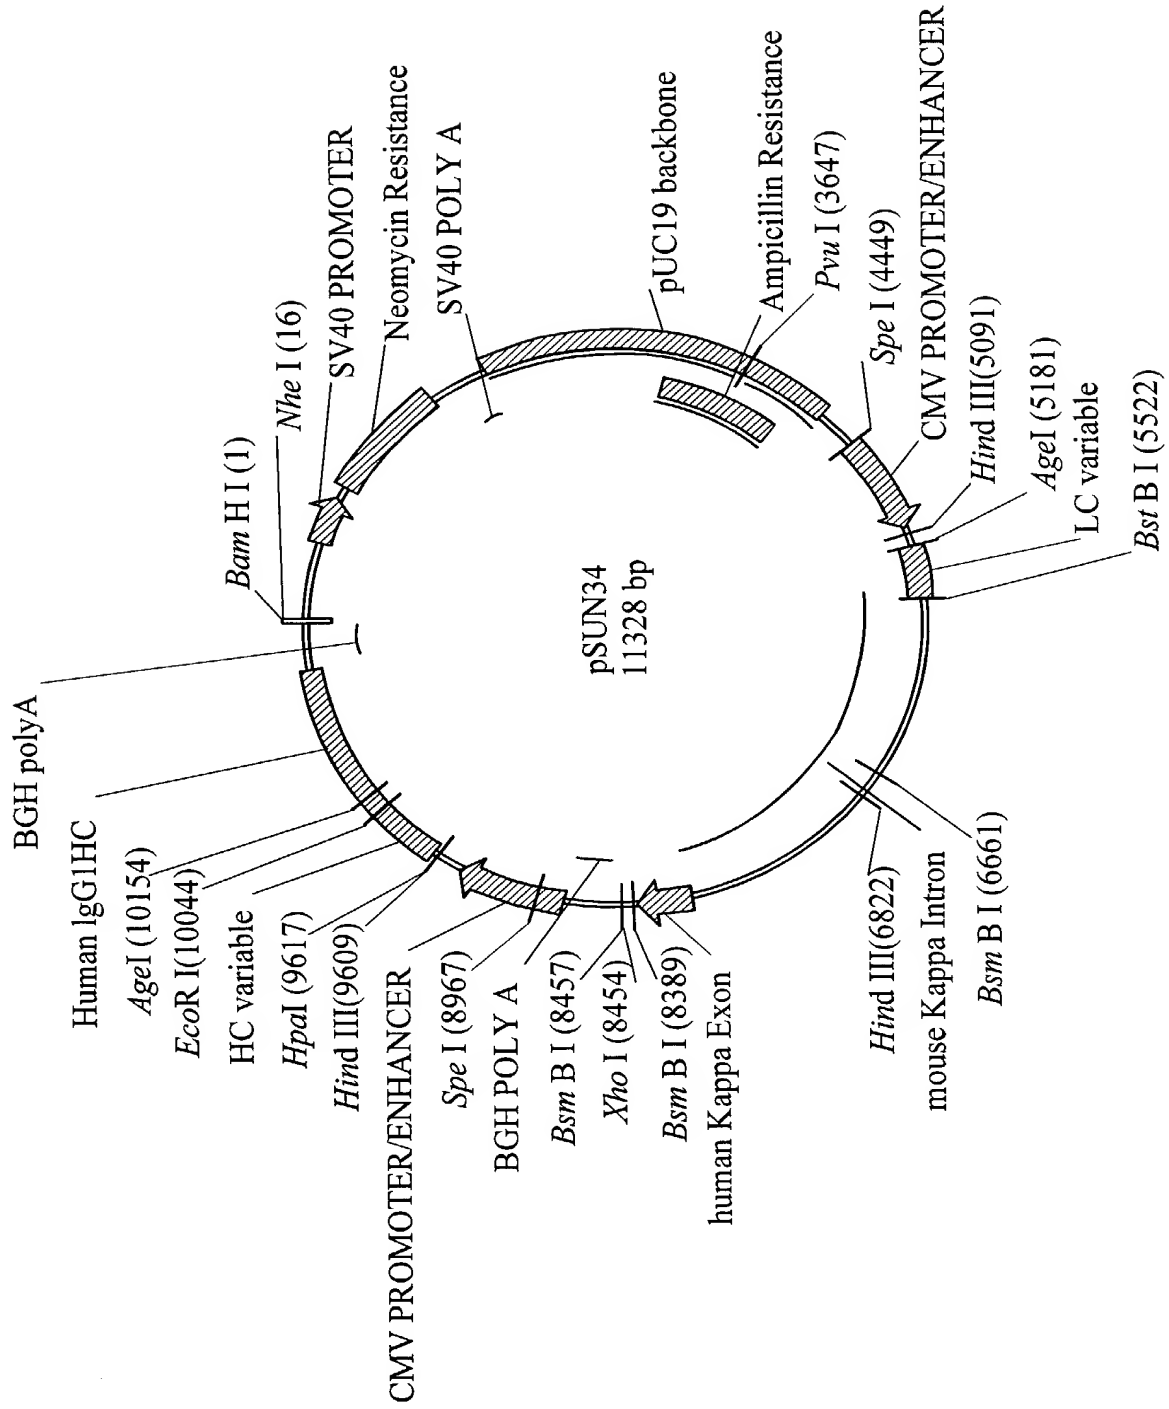 pSUN34
11328 bp
Bam H I (1)
Nhe I (16)
SV40 PROMOTER
Neomycin Resistance
SV40 POLY A
pUC19 backbone
Ampicillin Resistance
Pvu I (3647)
Spe I (4449)
CMV PROMOTER/ENHANCER
Hind III(5091)
AgeI (5181)
LC variable
Bst B I (5522)
Bsm B I (6661)
mouse Kappa Intron
Hind III(6822)
human Kappa Exon
Bsm B I (8389)
Xho I (8454)
Bsm B I (8457)
BGH POLY A
Spe I (8967)
CMV PROMOTER/ENHANCER
Hind III(9609)
HpaI (9617)
HC variable
EcoR I(10044)
AgeI (10154)
Human lgG1HC
BGH polyA